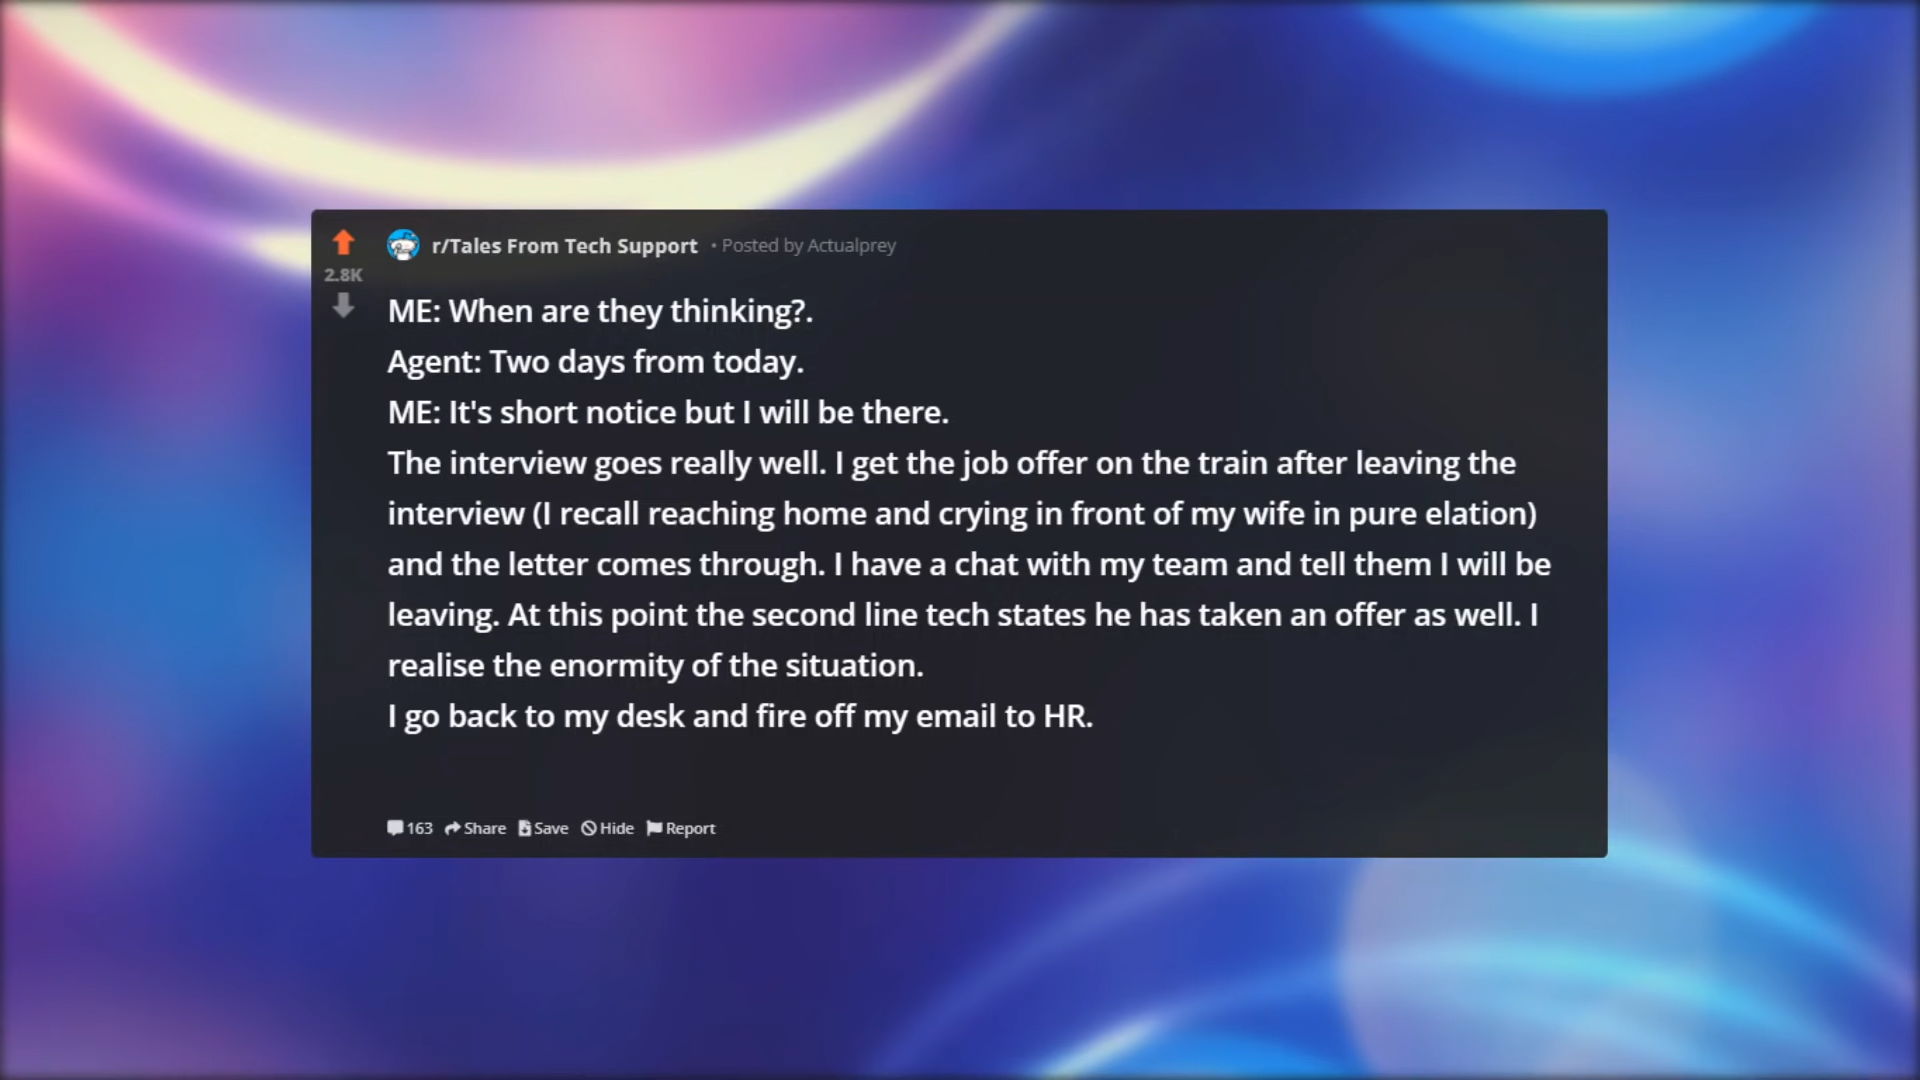 r/Tales From Tech Support • Posted by Actualprey
2.8K
ME: When are they thinking?.
Agent: Two days from today.
ME: It's short notice but I will be there.
The interview goes really well. I get the job offer on the train after leaving the
interview (I recall reaching home and crying in front of my wife in pure elation)
and the letter comes through. I have a chat with my team and tell them I will be
leaving. At this point the second line tech states he has taken an offer as well. I
realise the enormity of the situation.
I go back to my desk and fire off my email to HR.
163 Share Save Hide Report